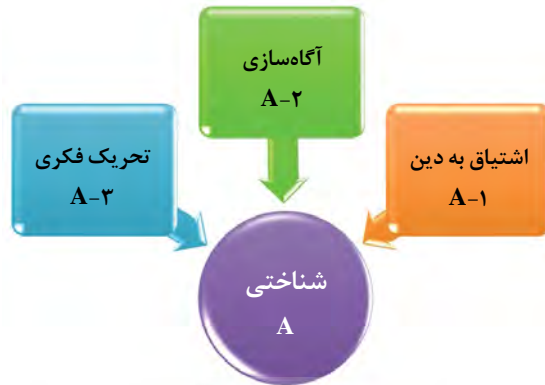 اشتیاق به دین
A-۱
آگاه‌سازی
A-۲
تحریک فکری
A-۳
شناختی
A